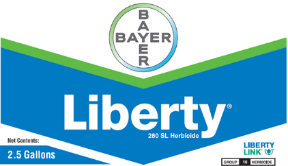 BAYER
BAYER
Liberty®
280 SL Herbicide
Net Contents:
2.5 Gallons
LIBERTY
LINK®
GROUP 10 HERBICIDE